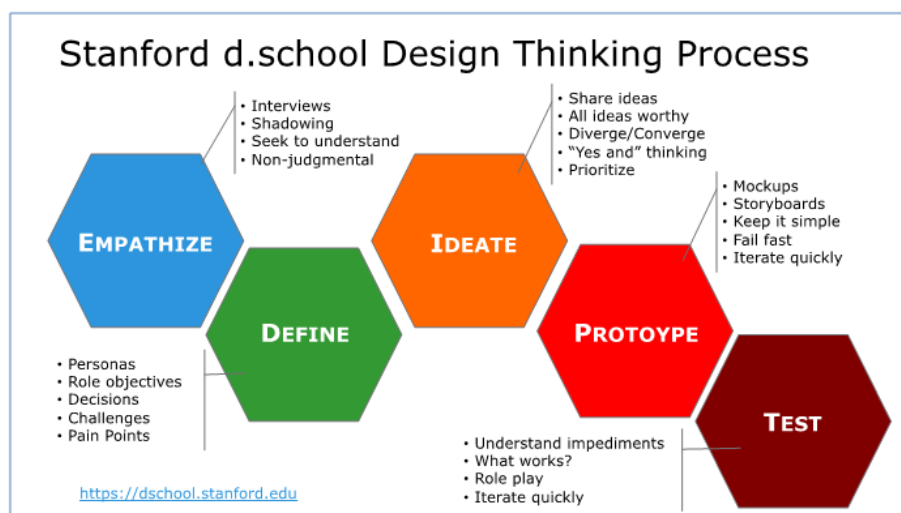 Stanford d.school Design Thinking Process
• Interviews
• Shadowing
• Seek to understand
• Non-judgmental
• Share ideas
• All ideas worthy
• Diverge/Converge
• “Yes and” thinking
• Prioritize
• Mockups
• Storyboards
• Keep it simple
• Fail fast
• Iterate quickly
EMPATHIZE
IDEATE
DEFINE
PROTOYPE
TEST
• Personas
• Role objectives
• Decisions
• Challenges
• Pain Points
• Understand impediments
• What works?
• Role play
• Iterate quickly
https://dschool.stanford.edu